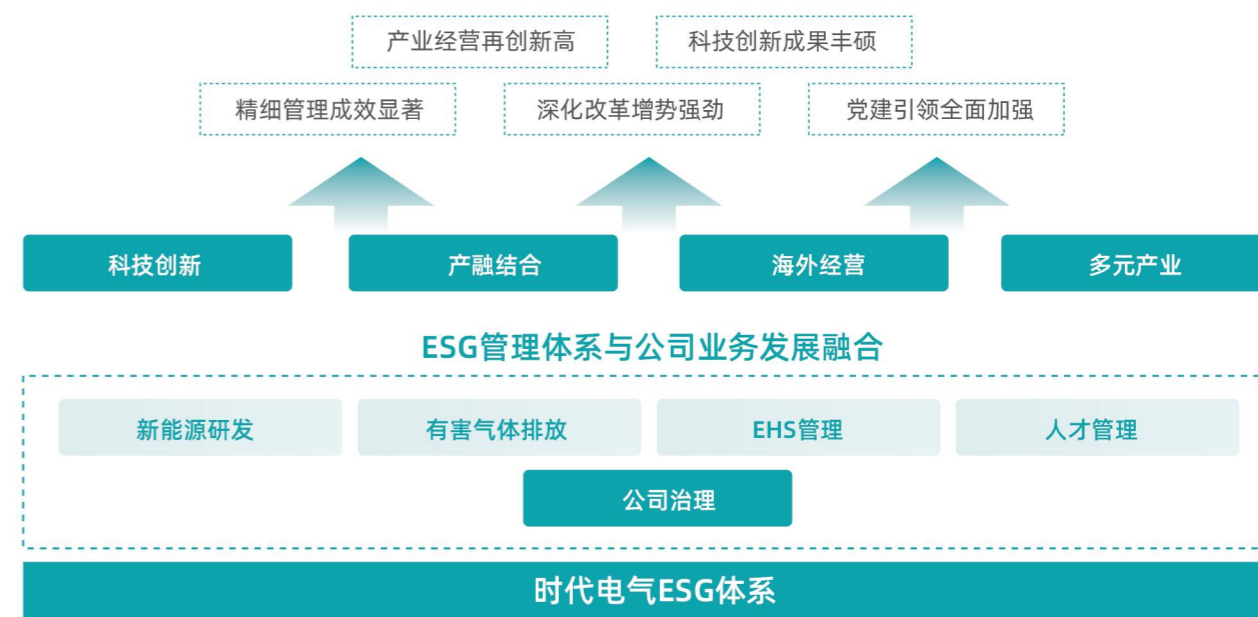 产业经营再创新高 科技创新成果丰硕
精细管理成效显著 深化改革增势强劲 党建引领全面加强
科技创新 产融结合 海外经营 多元产业
ESG管理体系与公司业务发展融合
新能源研发 有害气体排放 EHS管理 人才管理
公司治理
时代电气ESG体系